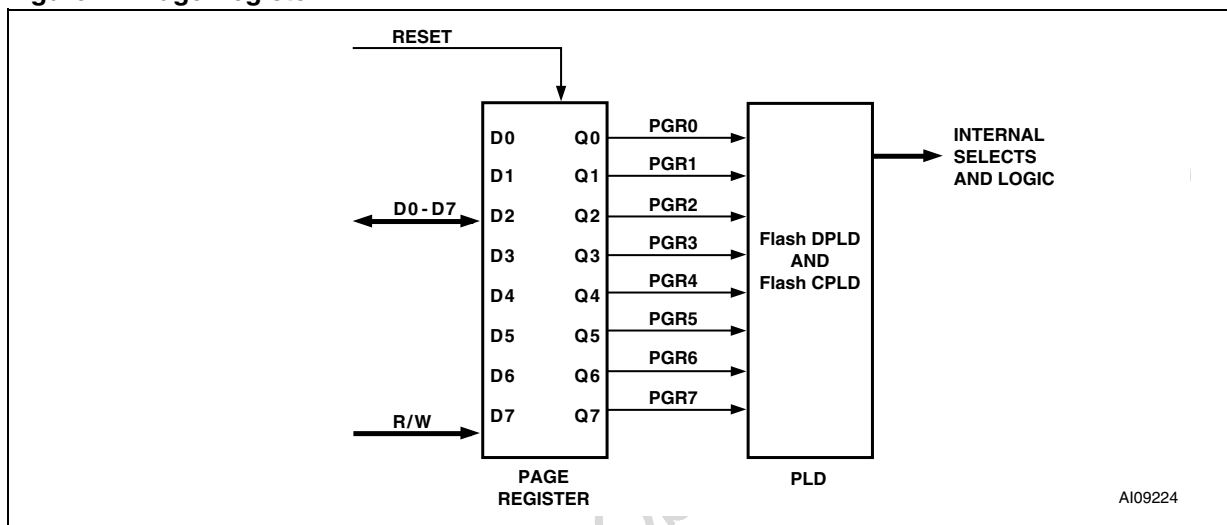 RESET
D0 Q0 PGR0
D1 Q1 PGR1
D0-D7 D2 Q2 PGR2
D3 Q3 PGR3
D4 Q4 PGR4
D5 Q5 PGR5
D6 Q6 PGR6
R/W D7 Q7 PGR7
Flash DPLD
AND
Flash CPLD
INTERNAL
SELECTS
AND LOGIC
PAGE
REGISTER
PLD
AI09224